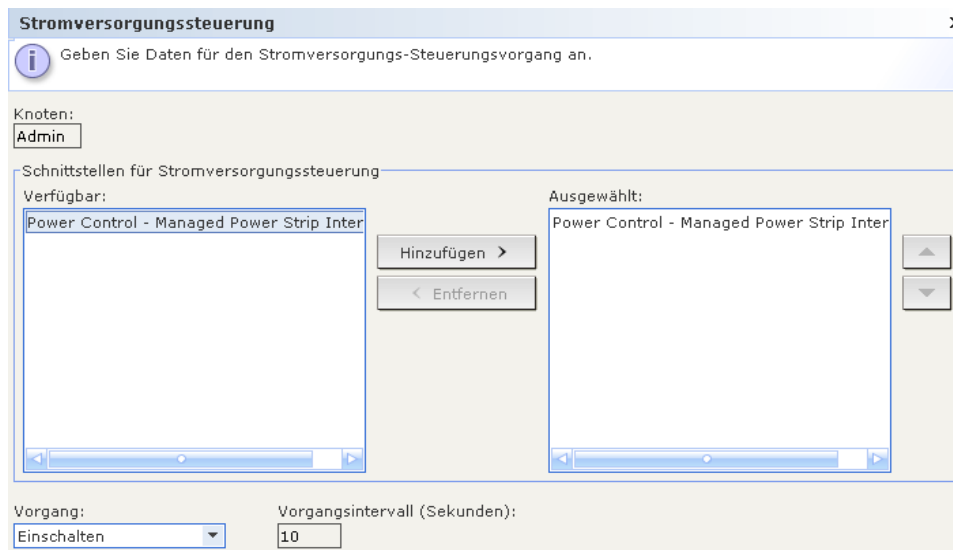 Stromversorgungssteuerung
Geben Sie Daten für den Stromversorgungs-Steuerungsvorgang an.
Knoten:
Admin
Schnittstellen für Stromversorgungssteuerung
Verfügbar:
Ausgewählt:
Power Control - Managed Power Strip Inter
Power Control - Managed Power Strip Inter
Hinzufügen >
< Entfernen
Vorgang:
Vorgangsintervall (Sekunden):
Einschalten
10